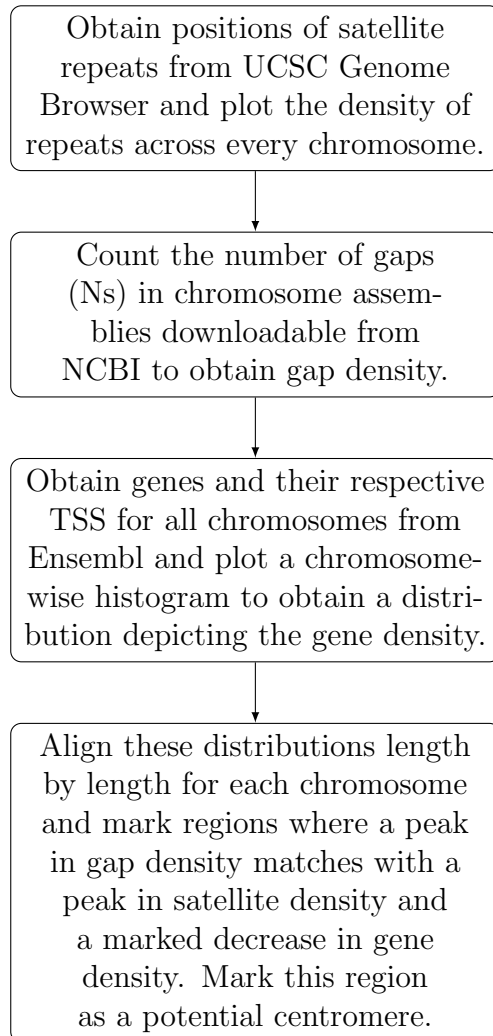 Obtain positions of satellite
repeats from UCSC Genome
Browser and plot the density of
repeats across every chromosome.
Count the number of gaps
(Ns) in chromosome assem-
blies downloadable from
NCBI to obtain gap density.
Obtain genes and their respective
TSS for all chromosomes from
Ensembl and plot a chromosome-
wise histogram to obtain a distri-
bution depicting the gene density.
Align these distributions length
by length for each chromosome
and mark regions where a peak
in gap density matches with a
peak in satellite density and
a marked decrease in gene
density. Mark this region
as a potential centromere.